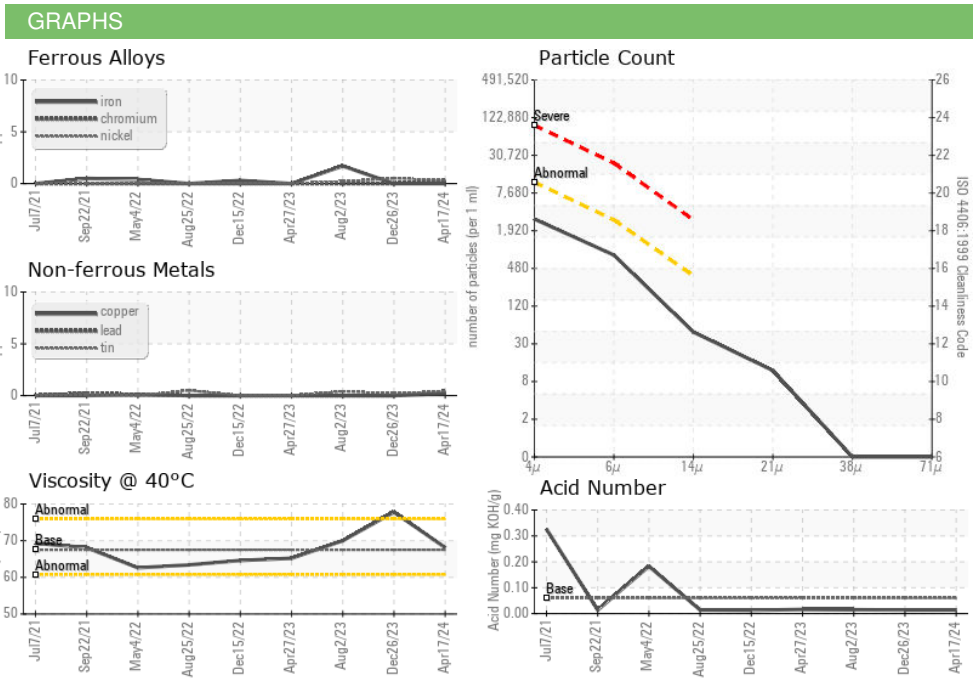 GRAPHS
Ferrous Alloys
10
5
0
iron
chromium
nickel
Jul7/21
Sep22/21
May4/22
Aug25/22
Dec15/22
Apr27/23
Aug2/23
Dec26/23
Apr17/24
Non-ferrous Metals
10
5
0
copper
lead
tin
Jul7/21
Sep22/21
May4/22
Aug25/22
Dec15/22
Apr27/23
Aug2/23
Dec26/23
Apr17/24
Viscosity @ 40°C
80
70
60
50
Abnormal
Base
Abnormal
Jul7/21
Sep22/21
May4/22
Aug25/22
Dec15/22
Apr27/23
Aug2/23
Dec26/23
Apr17/24
Particle Count
number of particles (per 1 ml)
491,520
122,880
30,720
7,680
1,920
480
120
30
8
2
0
Severe
Abnormal
4µ
6µ
14µ
21µ
38µ
71µ
26
24
22
20
18
16
14
12
10
8
6
ISO 4406:1999 Cleanliness Code
Acid Number
Acid Number (mg KOH/g)
0.40
0.30
0.20
0.10
0.00
Base
Jul7/21
Sep22/21
May4/22
Aug25/22
Dec15/22
Apr27/23
Aug2/23
Dec26/23
Apr17/24